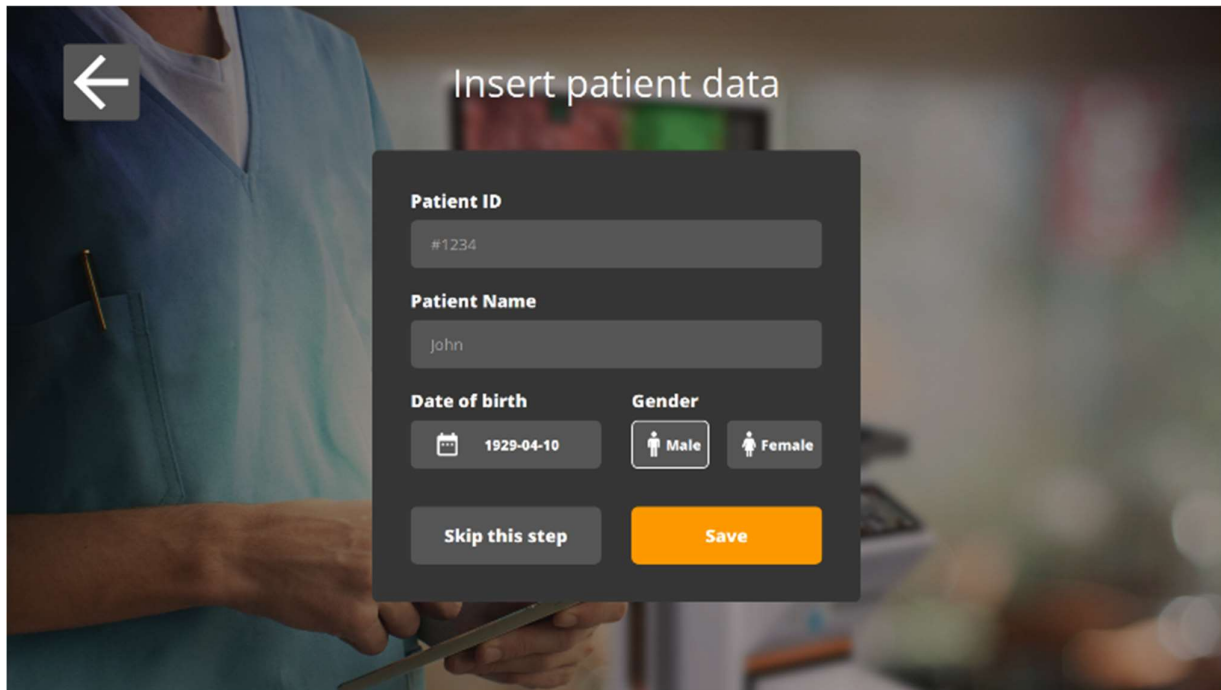 Insert patient data
Patient ID
#1234
Patient Name
John
Date of birth
Gender
1929-04-10
Male
Female
Skip this step
Save